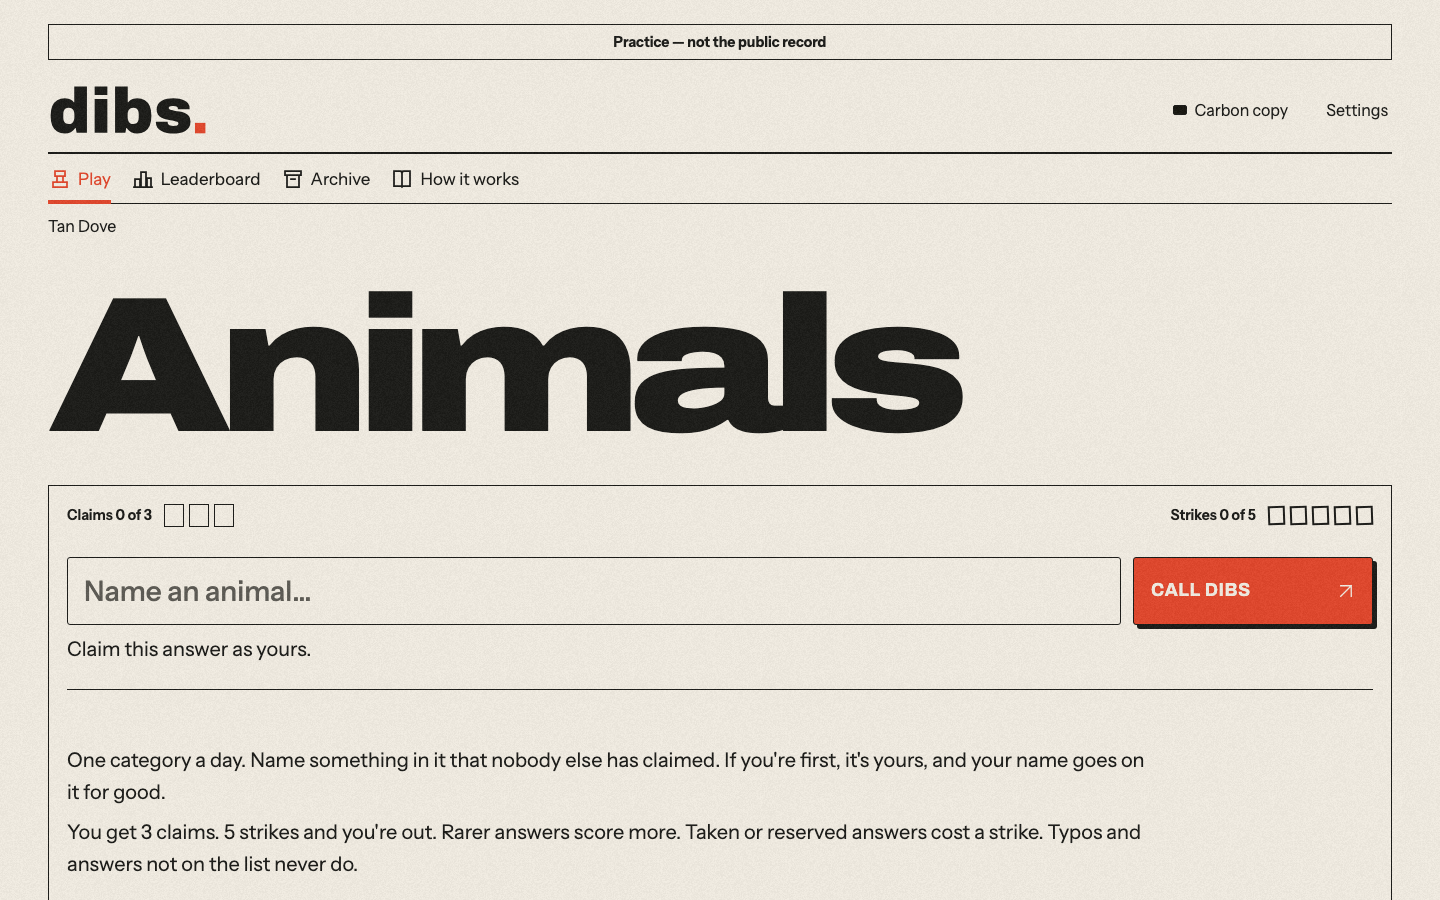 Practice — not the public record
dibs.
Carbon copy
Settings
Play
Leaderboard
Archive
How it works
Tan Dove
Animals
Claims 0 of 3
Strikes 0 of 5
Name an animal...
CALL DIBS
Claim this answer as yours.
One category a day. Name something in it that nobody else has claimed. If you're first, it's yours, and your name goes on
it for good.
You get 3 claims. 5 strikes and you're out. Rarer answers score more. Taken or reserved answers cost a strike. Typos and
answers not on the list never do.